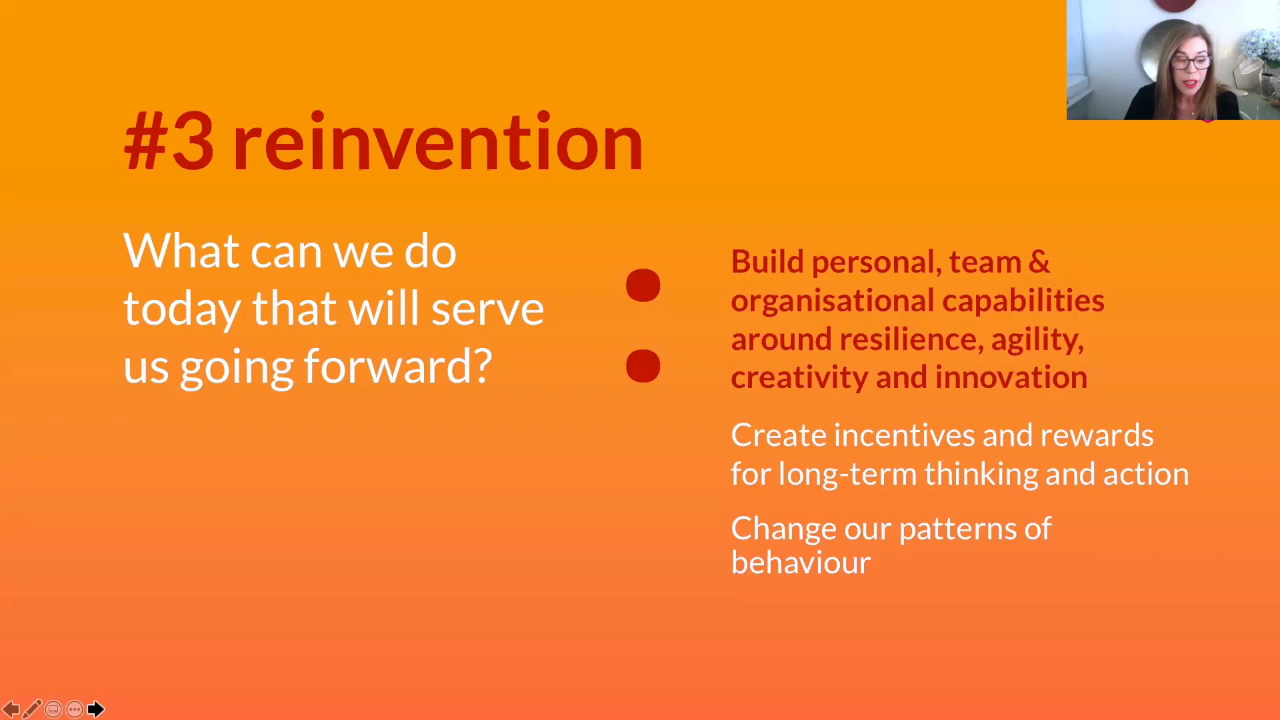 #3 reinvention
What can we do
today that will serve
us going forward?
:
Build personal, team &
organisational capabilities
around resilience, agility,
creativity and innovation
Create incentives and rewards
for long-term thinking and action
Change our patterns of
behaviour